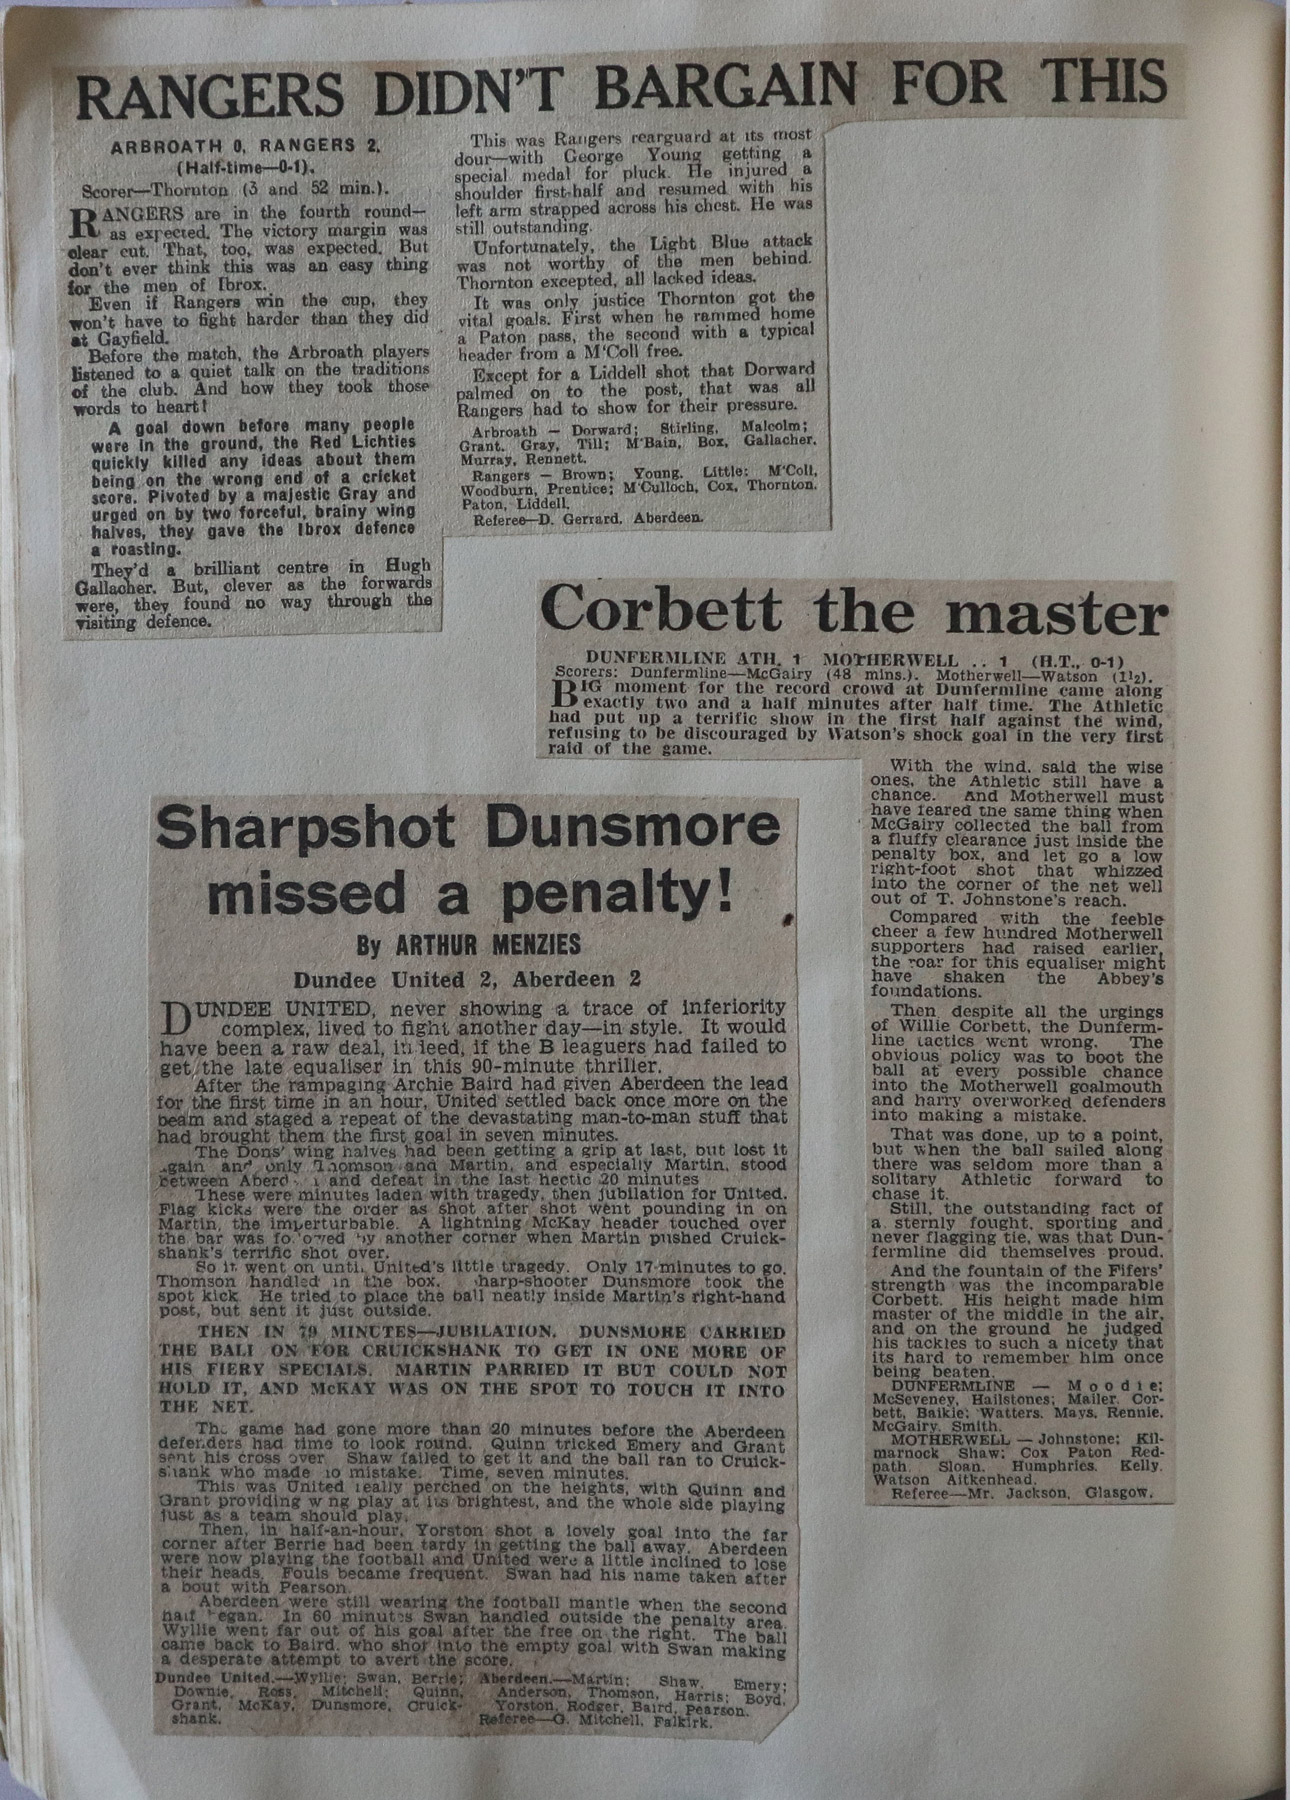 RANGERS DIDN'T BARGAIN FOR THIS
ARBROATH 0, RANGERS 2.
(Half-time—0-1).
Scorer—Thornton (3 and 52 min.).
RANGERS are in the fourth round—
as expected. The victory margin was
clear cut. That, too, was expected. But
don't ever think this was an easy thing
for the men of Ibrox.
Even if Rangers win the cup, they
won't have to fight harder than they did
at Gayfield.
Before the match, the Arbroath players
listened to a quiet talk on the traditions
of the club. And how they took those
words to heart!
A goal down before many people
were in the ground, the Red Lichties
quickly killed any ideas about them
being on the wrong end of a cricket
score. Pivoted by a majestic Gray and
urged on by two forceful, brainy wing
halves, they gave the Ibrox defence
a roasting.
They'd a brilliant centre in Hugh
Gallacher. But, clever as the forwards
were, they found no way through the
visiting defence.
This was Rangers rearguard at its most
dour—with George Young getting a
special medal for pluck. He injured a
shoulder first-half and resumed with his
left arm strapped across his chest. He was
still outstanding.
Unfortunately, the Light Blue attack
was not worthy of the men behind.
Thornton excepted, all lacked ideas.
It was only justice Thornton got the
vital goals. First when he rammed home
a Paton pass, the second with a typical
header from a M'Coll free.
Except for a Liddell shot that Dorward
palmed on to the post, that was all
Rangers had to show for their pressure.
Arbroath — Dorward; Stirling, Malcolm;
Grant, Gray, Till; M'Bain, Box, Gallacher,
Murray, Rennett.
Rangers — Brown; Young, Little; M'Coll,
Woodburn, Prentice; M'Culloch, Cox, Thornton,
Paton, Liddell.
Referee—D. Gerrard, Aberdeen.
Corbett the master
DUNFERMLINE ATH. 1 MOTHERWELL .. 1 (H.T., 0-1)
Scorers: Dunfermline—McGairy (48 mins.). Motherwell—Watson (1½).
BIG moment for the record crowd at Dunfermline came along
exactly two and a half minutes after half time. The Athletic
had put up a terrific show in the first half against the wind,
refusing to be discouraged by Watson's shock goal in the very first
raid of the game.
With the wind, said the wise
ones, the Athletic still have a
chance. And Motherwell must
have feared the same thing when
McGairy collected the ball from
a fluffy clearance just inside the
penalty box, and let go a low
right-foot shot that whizzed
into the corner of the net well
out of T. Johnstone's reach.
Compared with the feeble
cheer a few hundred Motherwell
supporters had raised earlier,
the roar for this equaliser might
have shaken the Abbey's
foundations.
Then, despite all the urgings
of Willie Corbett, the Dunferm-
line tactics went wrong. The
obvious policy was to boot the
ball at every possible chance
into the Motherwell goalmouth
and harry overworked defenders
into making a mistake.
That was done, up to a point,
but when the ball sailed along
there was seldom more than a
solitary Athletic forward to
chase it.
Still, the outstanding fact of
a sternly fought, sporting and
never flagging tie, was that Dun-
fermline did themselves proud.
And the fountain of the Fifers'
strength was the incomparable
Corbett. His height made him
master of the middle in the air,
and on the ground he judged
his tackles to such a nicety that
its hard to remember him once
being beaten.
DUNFERMLINE — Moodie;
McSeveney, Hailstones; Mailer, Cor-
bett, Baikie; Watters, Mays, Rennie,
McGairy, Smith.
MOTHERWELL — Johnstone; Kil-
marnock Shaw; Cox Paton Red-
path. Sloan, Humphries, Kelly,
Watson Aitkenhead.
Referee—Mr. Jackson, Glasgow.
Sharpshot Dunsmore
missed a penalty!
By ARTHUR MENZIES
Dundee United 2, Aberdeen 2
DUNDEE UNITED, never showing a trace of inferiority
complex, lived to fight another day—in style. It would
have been a raw deal, indeed, if the B leaguers had failed to
get the late equaliser in this 90-minute thriller.
After the rampaging Archie Baird had given Aberdeen the lead
for the first time in an hour, United settled back once more on the
beam and staged a repeat of the devastating man-to-man stuff that
had brought them the first goal in seven minutes.
The Dons' wing halves had been getting a grip at last, but lost it
again and only Thomson and Martin, and especially Martin, stood
between and defeat in the last hectic 20 minutes
These were minutes laden with tragedy, then jubilation for United.
Flag kicks were the order as shot after shot went pounding in on
Martin, the imperturbable. A lightning McKay header touched over
the bar was followed by another corner when Martin pushed Cruick-
shank's terrific shot over.
So it went on until United's little tragedy. Only 17 minutes to go.
Thomson handled in the box. Sharp-shooter Dunsmore took the
spot kick. He tried to place the ball neatly inside Martin's right-hand
post, but sent it just outside.
THEN IN 79 MINUTES—JUBILATION. DUNSMORE CARRIED
THE BALL ON FOR CRUICKSHANK TO GET IN ONE MORE OF
HIS FIERY SPECIALS. MARTIN PARRIED IT BUT COULD NOT
HOLD IT, AND McKAY WAS ON THE SPOT TO TOUCH IT INTO
THE NET.
The game had gone more than 20 minutes before the Aberdeen
defenders had time to look round. Quinn tricked Emery and Grant
sent his cross over. Shaw failed to get it and the ball ran to Cruick-
shank who made no mistake. Time, seven minutes.
This was United really perched on the heights, with Quinn and
Grant providing wing play at its brightest, and the whole side playing
just as a team should play.
Then, in half-an-hour, Yorston shot a lovely goal into the far
corner after Berrie had been tardy in getting the ball away. Aberdeen
were now playing the football and United were a little inclined to lose
their heads. Fouls became frequent. Swan had his name taken after
a bout with Pearson.
Aberdeen were still wearing the football mantle when the second
half began. In 60 minutes Swan handled outside the penalty area.
Wyllie went far out of his goal after the free on the right. The ball
came back to Baird, who shot into the empty goal with Swan making
a desperate attempt to avert the score.
Dundee United.—Wyllie; Swan, Berrie;
Downie, Ross, Mitchell; Quinn,
Grant, McKay, Dunsmore, Cruick-
shank.
Aberdeen.—Martin; Shaw, Emery;
Anderson, Thomson, Harris; Boyd,
Yorston, Rodger, Baird, Pearson.
Referee—G. Mitchell, Falkirk.